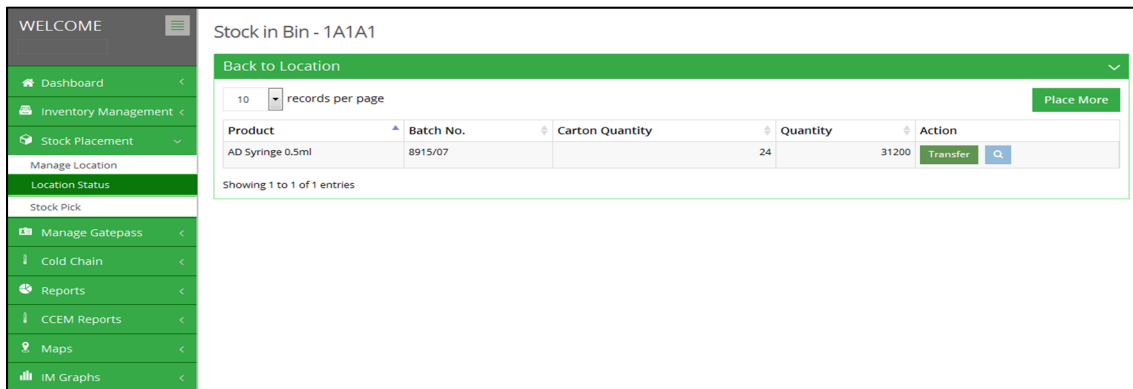 WELCOME
Dashboard
Inventory Management
Stock Placement
Manage Location
Location Status
Stock Pick
Manage Gatepass
Cold Chain
Reports
CCEM Reports
Maps
IM Graphs
Stock in Bin - 1A1A1
Back to Location
10 records per page
Place More
Product Batch No. Carton Quantity Quantity Action
AD Syringe 0.5ml 8915/07 24 31200 Transfer
Showing 1 to 1 of 1 entries